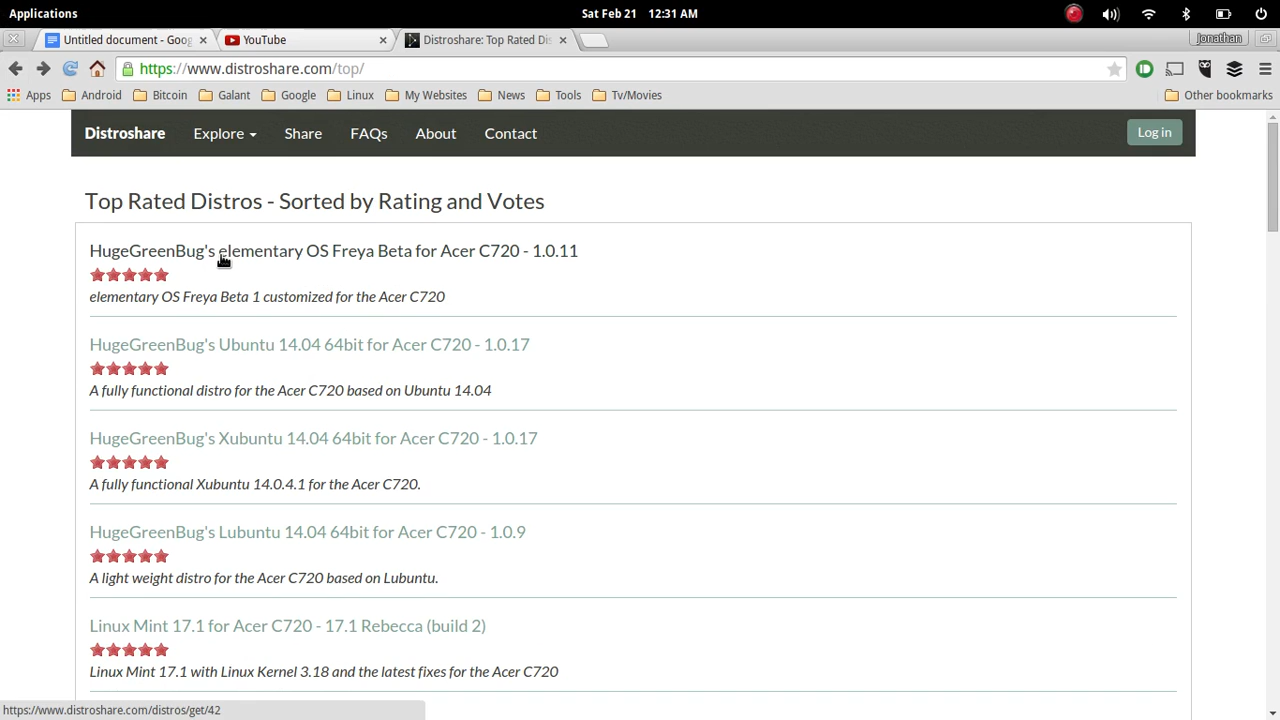 Applications
Sat Feb 21 12:31 AM
Untitled document - Goog
YouTube
Distroshare: Top Rated Dis
Jonathan
https://www.distroshare.com/top/
Apps Android Bitcoin Galant Google Linux My Websites News Tools Tv/Movies Other bookmarks
Distroshare Explore Share FAQs About Contact Log in
Top Rated Distros - Sorted by Rating and Votes
HugeGreenBug's elementary OS Freya Beta for Acer C720 - 1.0.11
elementary OS Freya Beta 1 customized for the Acer C720
HugeGreenBug's Ubuntu 14.04 64bit for Acer C720 - 1.0.17
A fully functional distro for the Acer C720 based on Ubuntu 14.04
HugeGreenBug's Xubuntu 14.04 64bit for Acer C720 - 1.0.17
A fully functional Xubuntu 14.0.4.1 for the Acer C720.
HugeGreenBug's Lubuntu 14.04 64bit for Acer C720 - 1.0.9
A light weight distro for the Acer C720 based on Lubuntu.
Linux Mint 17.1 for Acer C720 - 17.1 Rebecca (build 2)
Linux Mint 17.1 with Linux Kernel 3.18 and the latest fixes for the Acer C720
https://www.distroshare.com/distros/get/42